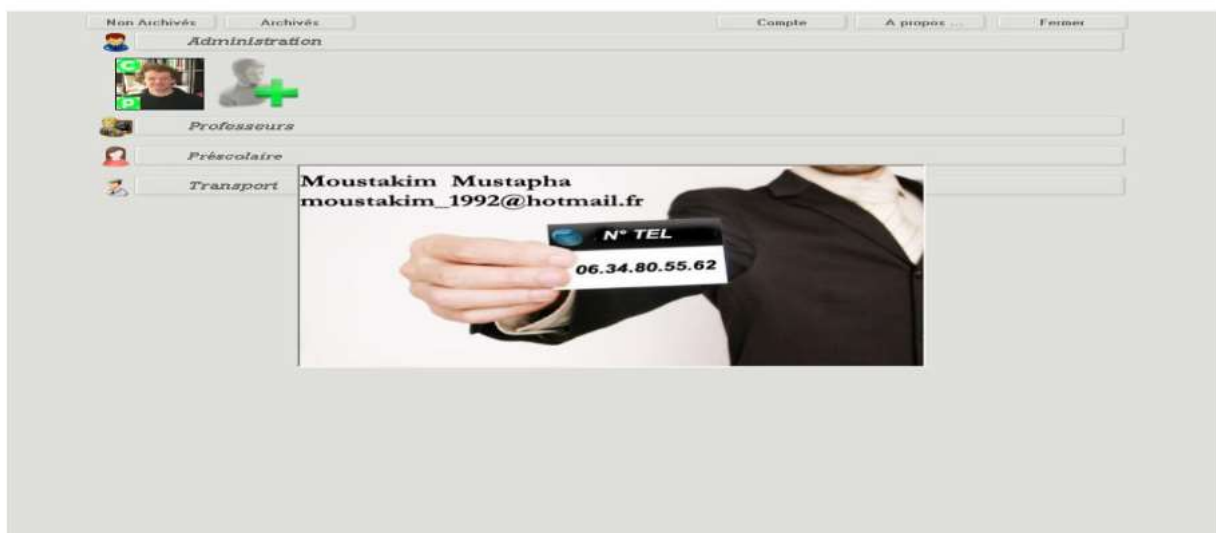 Non Archivés Archivés Compte A propos ... Fermer
Administration
C
P
Professeurs
Préscolaire
Transport
Moustakim Mustapha
moustakim_1992@hotmail.fr
N° TEL
06.34.80.55.62